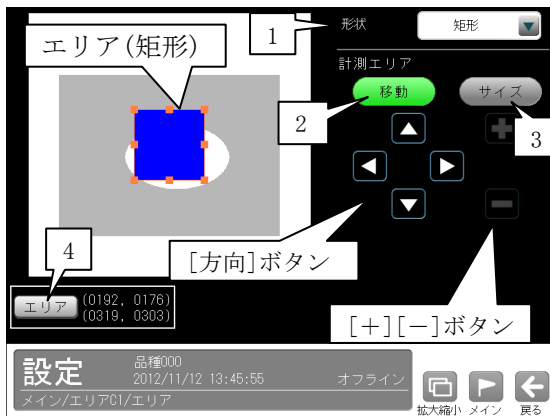 エリア(矩形)
1
形状
矩形
計測エリア
移動
サイズ
2
3
4
[方向]ボタン
エリア
(0192, 0176)
(0319, 0303)
[+][-]ボタン
設定
品種000
2012/11/12 13:45:55
オフライン
メイン/エリアC1/エリア
拡大縮小
メイン
戻る